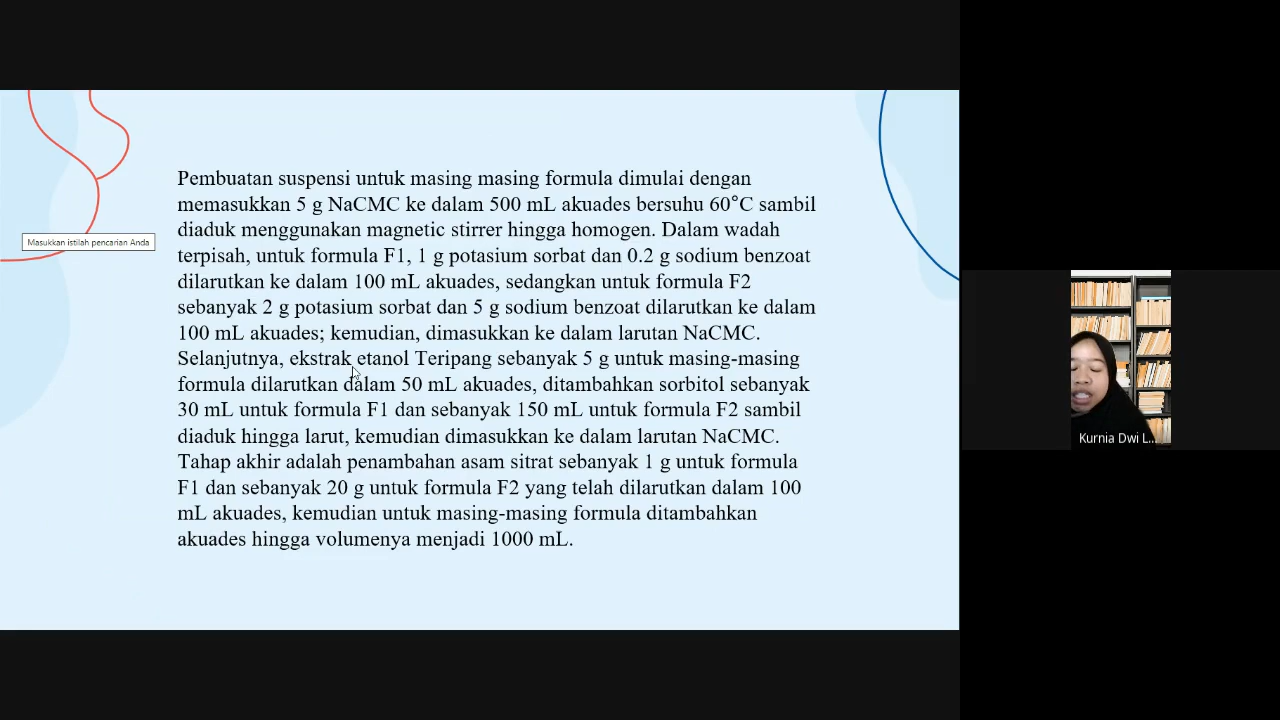 Pembuatan suspensi untuk masing masing formula dimulai dengan
memasukkan 5 g NaCMC ke dalam 500 mL akuades bersuhu 60°C sambil
diaduk menggunakan magnetic stirrer hingga homogen. Dalam wadah
terpisah, untuk formula F1, 1 g potasium sorbat dan 0.2 g sodium benzoat
dilarutkan ke dalam 100 mL akuades, sedangkan untuk formula F2
sebanyak 2 g potasium sorbat dan 5 g sodium benzoat dilarutkan ke dalam
100 mL akuades; kemudian, dimasukkan ke dalam larutan NaCMC.
Selanjutnya, ekstrak etanol Teripang sebanyak 5 g untuk masing-masing
formula dilarutkan dalam 50 mL akuades, ditambahkan sorbitol sebanyak
30 mL untuk formula F1 dan sebanyak 150 mL untuk formula F2 sambil
diaduk hingga larut, kemudian dimasukkan ke dalam larutan NaCMC.
Tahap akhir adalah penambahan asam sitrat sebanyak 1 g untuk formula
F1 dan sebanyak 20 g untuk formula F2 yang telah dilarutkan dalam 100
mL akuades, kemudian untuk masing-masing formula ditambahkan
akuades hingga volumenya menjadi 1000 mL.
Masukkan istilah pencarian Anda
Kurnia Dwi L...